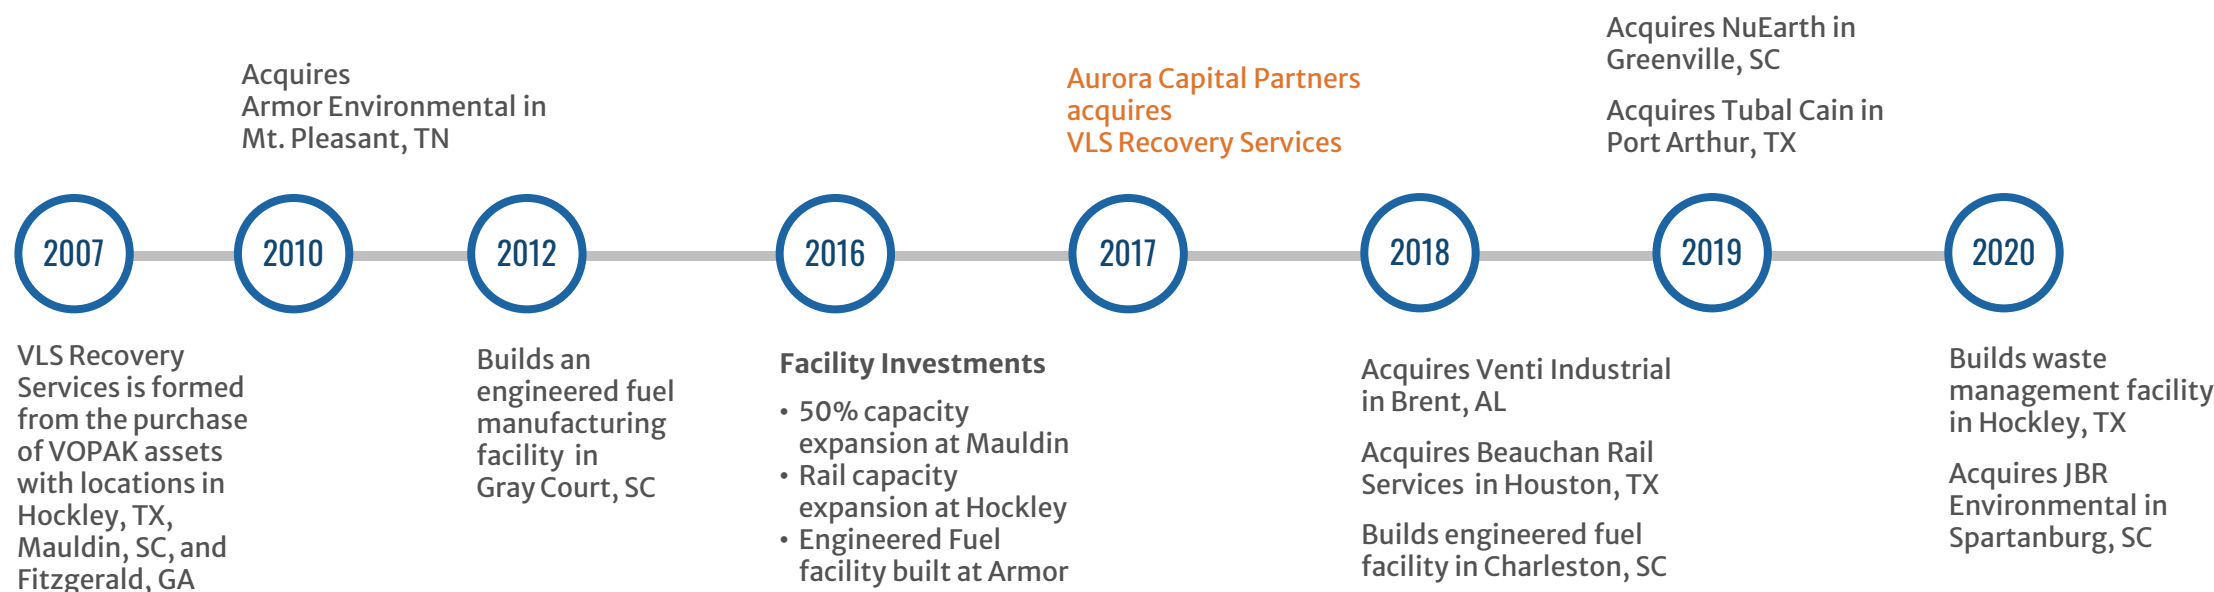 Acquires
Armor Environmental in
Mt. Pleasant, TN
Aurora Capital Partners
acquires
VLS Recovery Services
Acquires NuEarth in
Greenville, SC
Acquires Tubal Cain in
Port Arthur, TX
2007
2010
2012
2016
2017
2018
2019
2020
VLS Recovery
Services is formed
from the purchase
of VOPAK assets
with locations in
Hockley, TX,
Mauldin, SC, and
Fitzgerald, GA
Builds an
engineered fuel
manufacturing
facility in
Gray Court, SC
Facility Investments
• 50% capacity
expansion at Mauldin
• Rail capacity
expansion at Hockley
• Engineered Fuel
facility built at Armor
Acquires Venti Industrial
in Brent, AL
Acquires Beauchan Rail
Services in Houston, TX
Builds engineered fuel
facility in Charleston, SC
Builds waste
management facility
in Hockley, TX
Acquires JBR
Environmental in
Spartanburg, SC